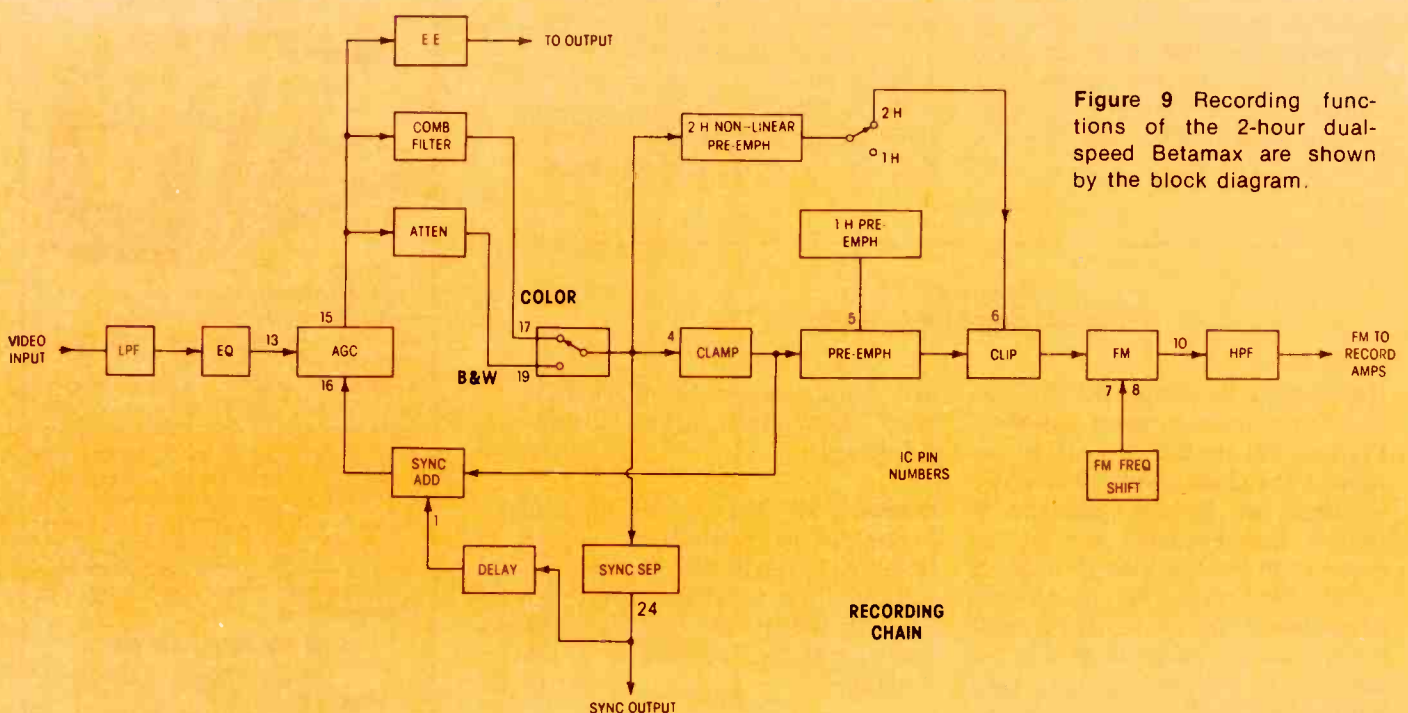 E E
TO OUTPUT
COMB
FILTER
2 H NON-LINEAR
PRE-EMPH
2 H
1 H
Figure 9 Recording func-
tions of the 2-hour dual-
speed Betamax are shown
by the block diagram.
ATTEN
1 H PRE-
EMPH
COLOR
15
17
4
5
6
VIDEO
INPUT
LPF
EQ
13
AGC
16
B&W
19
CLAMP
PRE-EMPH
CLIP
FM
10
7 8
HPF
FM TO
RECORD
AMPS
SYNC
ADD
1
IC PIN
NUMBERS
FM FREQ
SHIFT
DELAY
SYNC SEP
24
RECORDING
CHAIN
SYNC OUTPUT